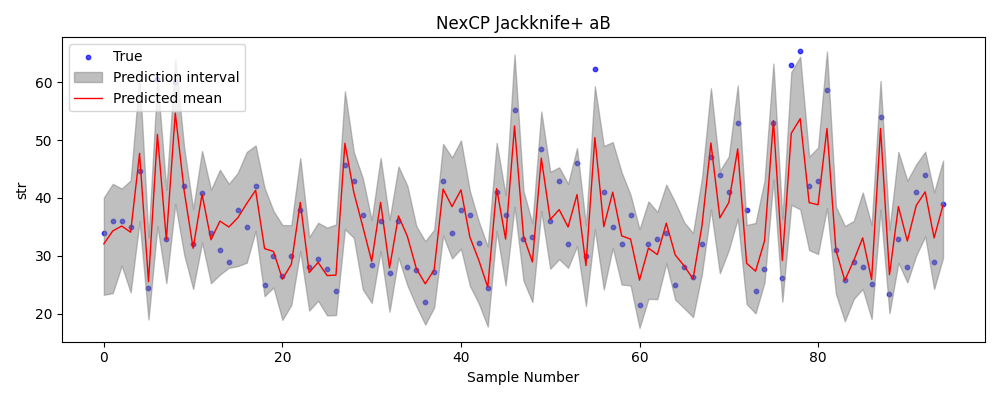 NexCP Jackknife+ aB
True
Prediction interval
Predicted mean
str
60
50
40
30
20
0
20
40
60
80
Sample Number